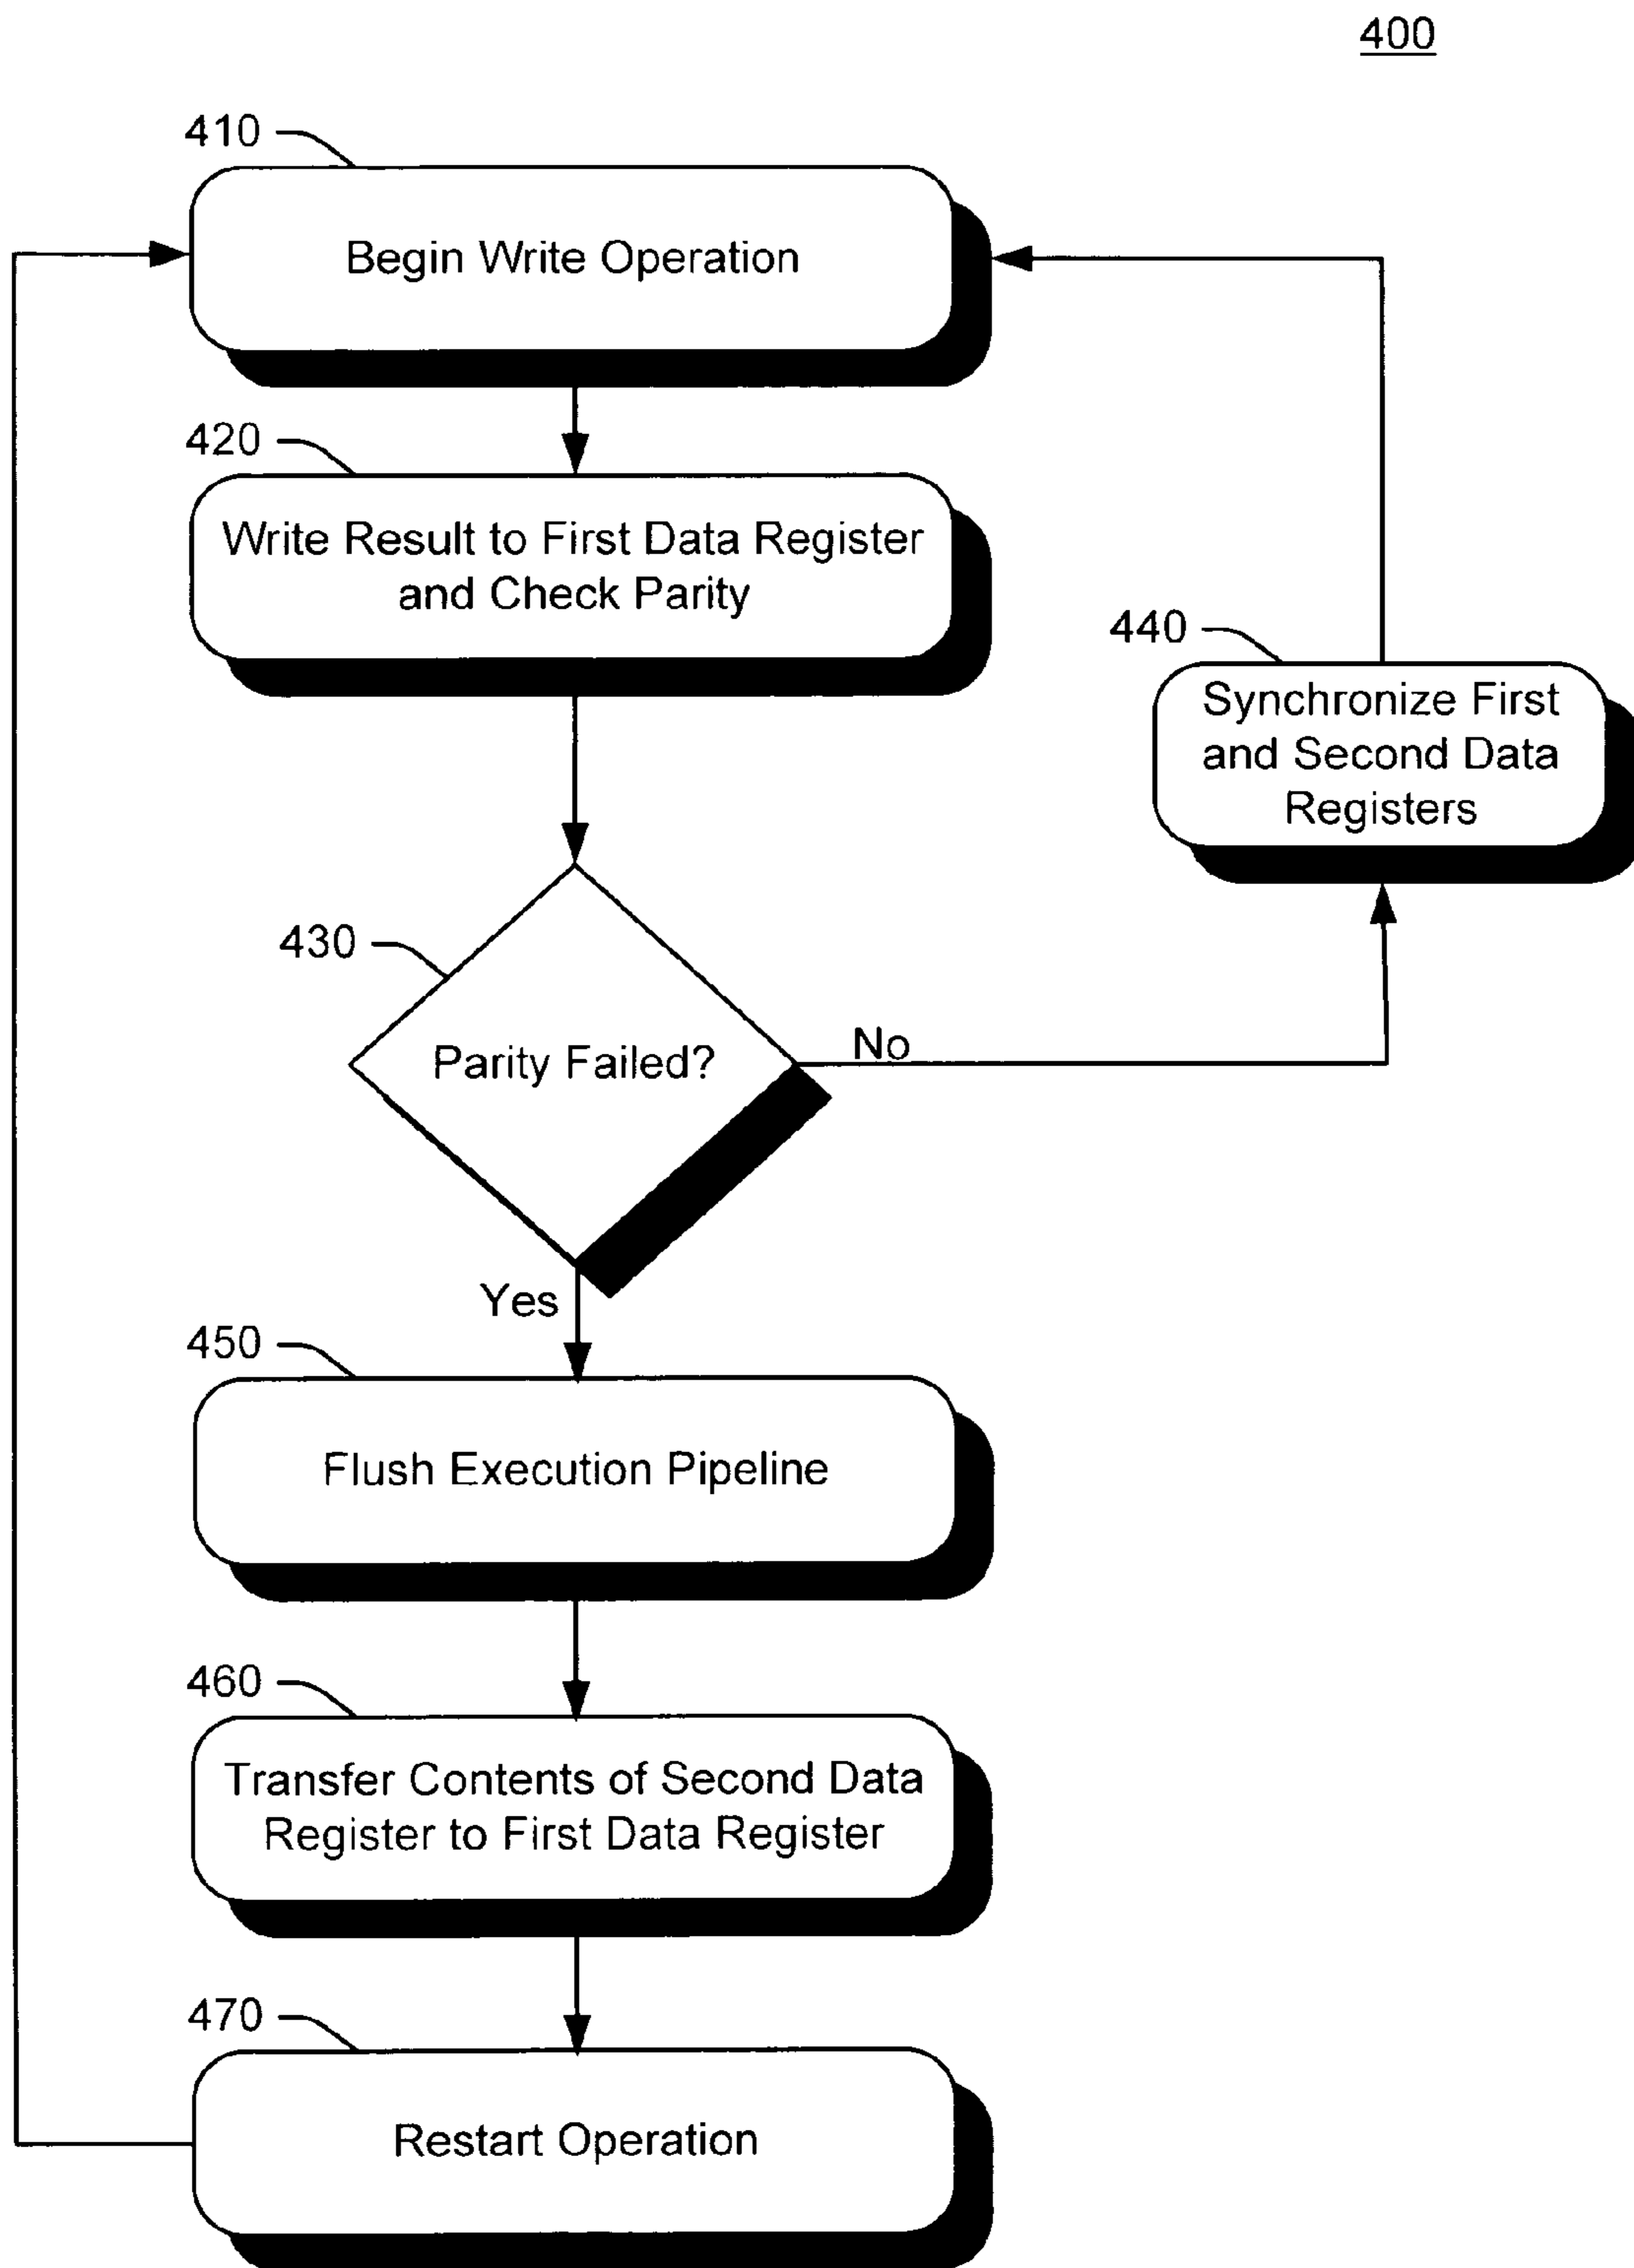 400
410
Begin Write Operation
420
Write Result to First Data Register
and Check Parity
440
Synchronize First
and Second Data
Registers
430
Parity Failed?
No
Yes
450
Flush Execution Pipeline
460
Transfer Contents of Second Data
Register to First Data Register
470
Restart Operation